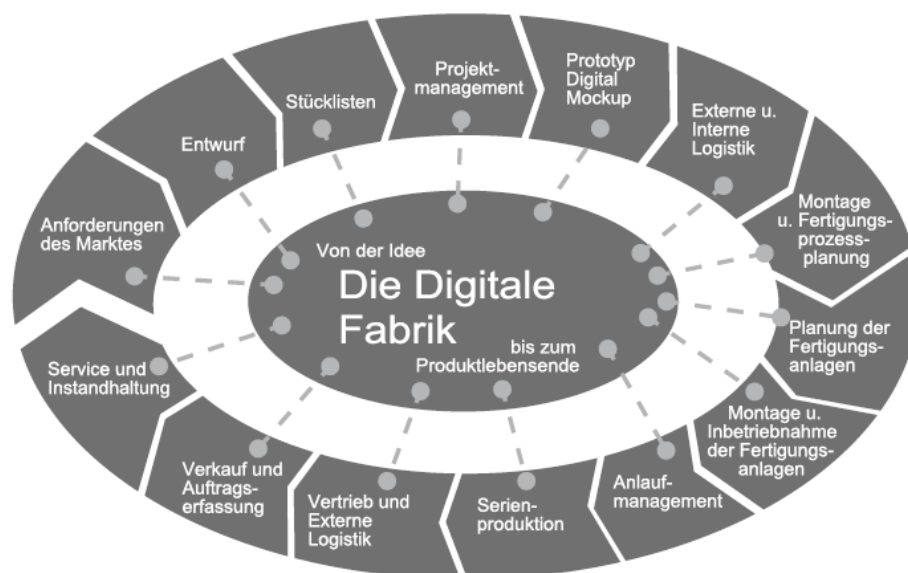 Anforderungen
des Marktes
Entwurf
Stücklisten
Projekt-
management
Prototyp
Digital
Mockup
Externe u.
Interne
Logistik
Montage
u. Fertigungs-
prozess-
planung
Planung der
Fertigungs-
anlagen
Montage u.
Inbetriebnahme
der Fertigungs-
anlagen
Anlauf-
management
Serien-
produktion
Vertrieb und
Externe
Logistik
Verkauf und
Auftrags-
erfassung
Service und
Instandhaltung
Von der Idee
Die Digitale
Fabrik
bis zum
Produktlebensende